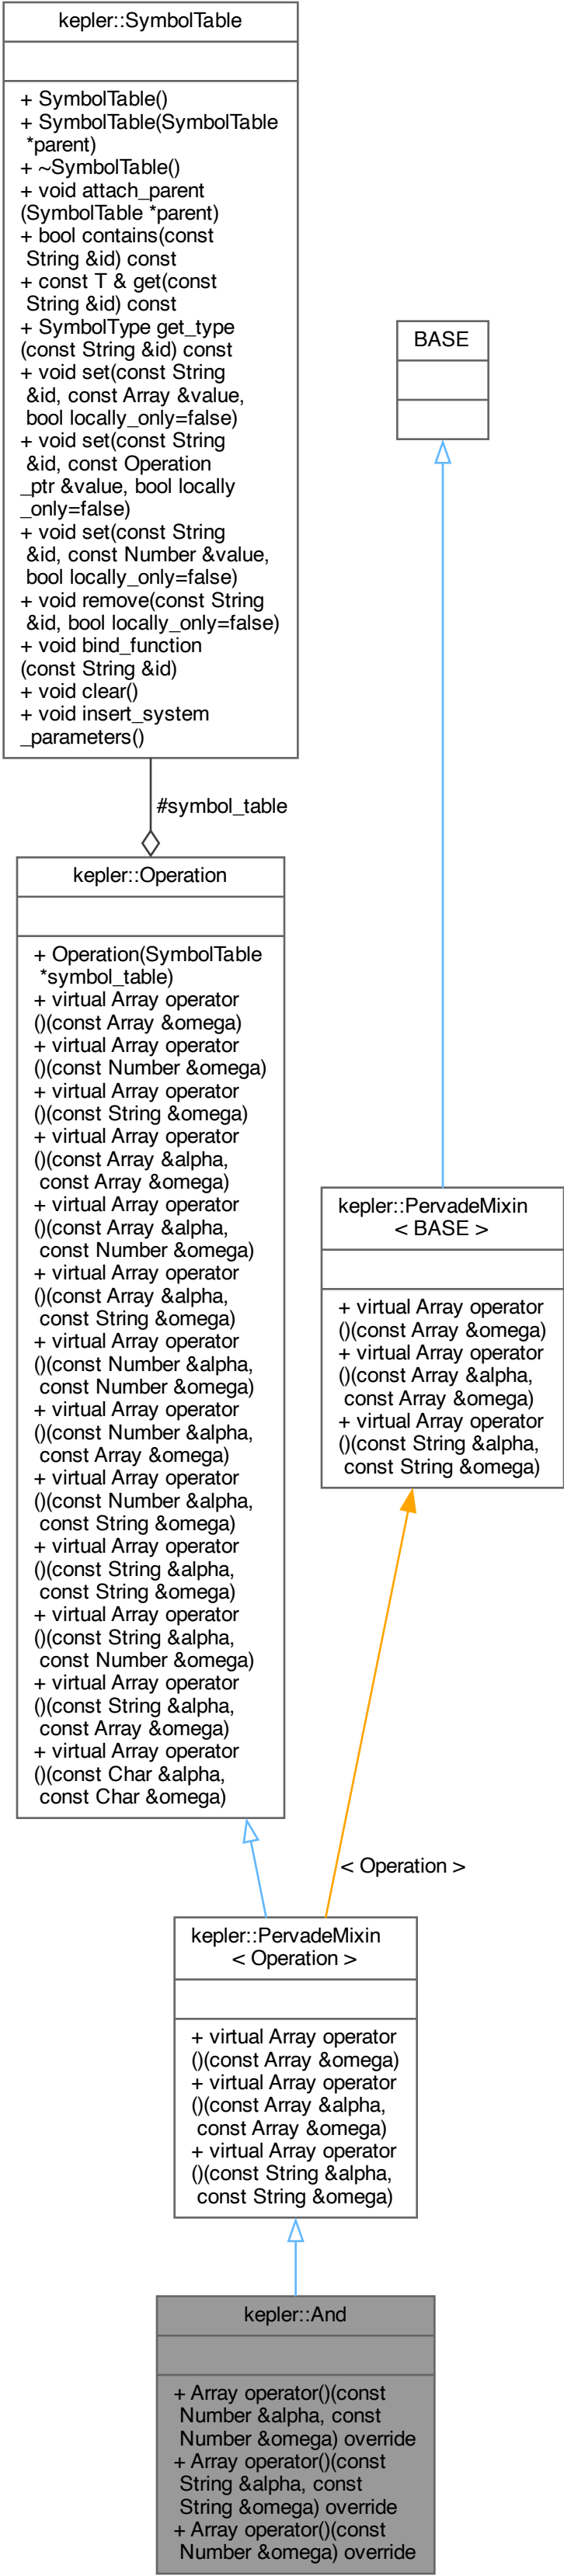 kepler::SymbolTable
+ SymbolTable()
+ SymbolTable(SymbolTable
*parent)
+ ~SymbolTable()
+ void attach_parent
(SymbolTable *parent)
+ bool contains(const
String &id) const
+ const T & get(const
String &id) const
+ SymbolType get_type
(const String &id) const
+ void set(const String
&id, const Array &value,
bool locally_only=false)
+ void set(const String
&id, const Operation
_ptr &value, bool locally
_only=false)
+ void set(const String
&id, const Number &value,
bool locally_only=false)
+ void remove(const String
&id, bool locally_only=false)
+ void bind_function
(const String &id)
+ void clear()
+ void insert_system
_parameters()
BASE
#symbol_table
kepler::Operation
+ Operation(SymbolTable
*symbol_table)
+ virtual Array operator
()(const Array &omega)
+ virtual Array operator
()(const Number &omega)
+ virtual Array operator
()(const String &omega)
+ virtual Array operator
()(const Array &alpha,
const Array &omega)
+ virtual Array operator
()(const Array &alpha,
const Number &omega)
+ virtual Array operator
()(const Array &alpha,
const String &omega)
+ virtual Array operator
()(const Number &alpha,
const Number &omega)
+ virtual Array operator
()(const Number &alpha,
const Array &omega)
+ virtual Array operator
()(const Number &alpha,
const String &omega)
+ virtual Array operator
()(const String &alpha,
const String &omega)
+ virtual Array operator
()(const String &alpha,
const Number &omega)
+ virtual Array operator
()(const String &alpha,
const Array &omega)
+ virtual Array operator
()(const Char &alpha,
const Char &omega)
kepler::PervadeMixin
< BASE >
+ virtual Array operator
()(const Array &omega)
+ virtual Array operator
()(const Array &alpha,
const Array &omega)
+ virtual Array operator
()(const String &alpha,
const String &omega)
< Operation >
kepler::PervadeMixin
< Operation >
+ virtual Array operator
()(const Array &omega)
+ virtual Array operator
()(const Array &alpha,
const Array &omega)
+ virtual Array operator
()(const String &alpha,
const String &omega)
kepler::And
+ Array operator()(const
Number &alpha, const
Number &omega) override
+ Array operator()(const
String &alpha, const
String &omega) override
+ Array operator()(const
Number &omega) override